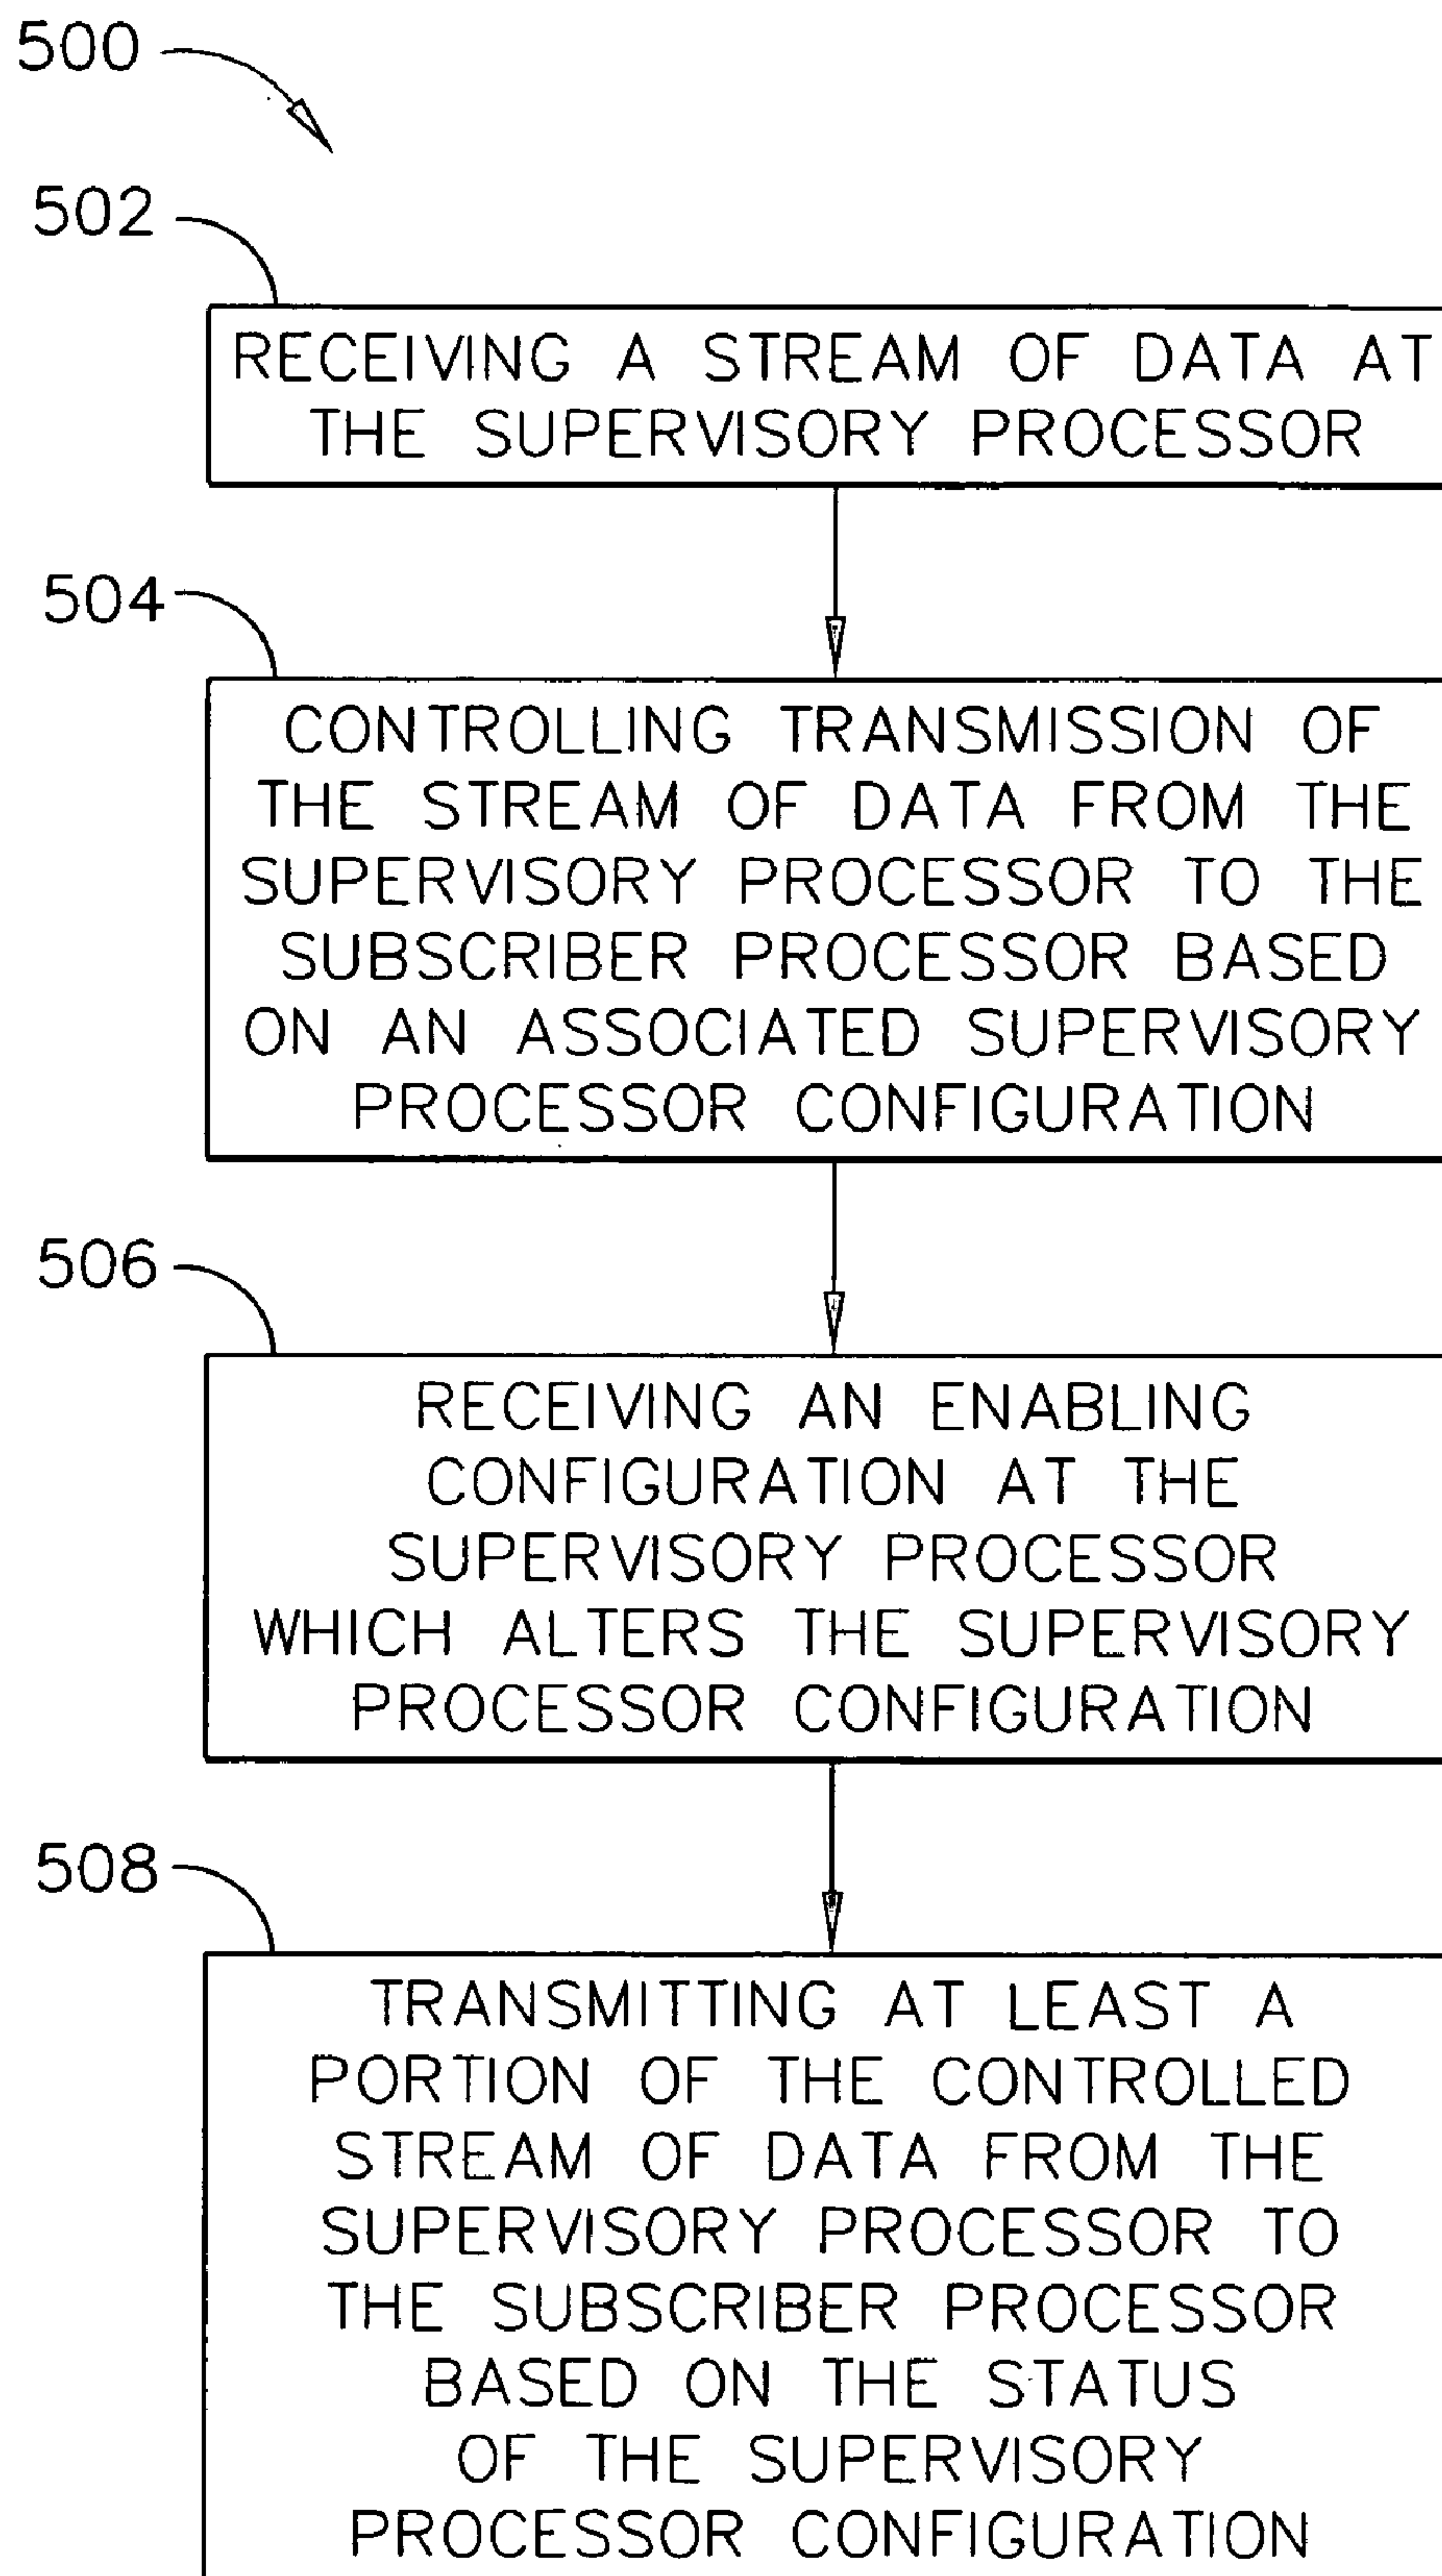 500
502
RECEIVING A STREAM OF DATA AT
THE SUPERVISORY PROCESSOR
504
CONTROLLING TRANSMISSION OF
THE STREAM OF DATA FROM THE
SUPERVISORY PROCESSOR TO THE
SUBSCRIBER PROCESSOR BASED
ON AN ASSOCIATED SUPERVISORY
PROCESSOR CONFIGURATION
506
RECEIVING AN ENABLING
CONFIGURATION AT THE
SUPERVISORY PROCESSOR
WHICH ALTERS THE SUPERVISORY
PROCESSOR CONFIGURATION
508
TRANSMITTING AT LEAST A
PORTION OF THE CONTROLLED
STREAM OF DATA FROM THE
SUPERVISORY PROCESSOR TO
THE SUBSCRIBER PROCESSOR
BASED ON THE STATUS
OF THE SUPERVISORY
PROCESSOR CONFIGURATION